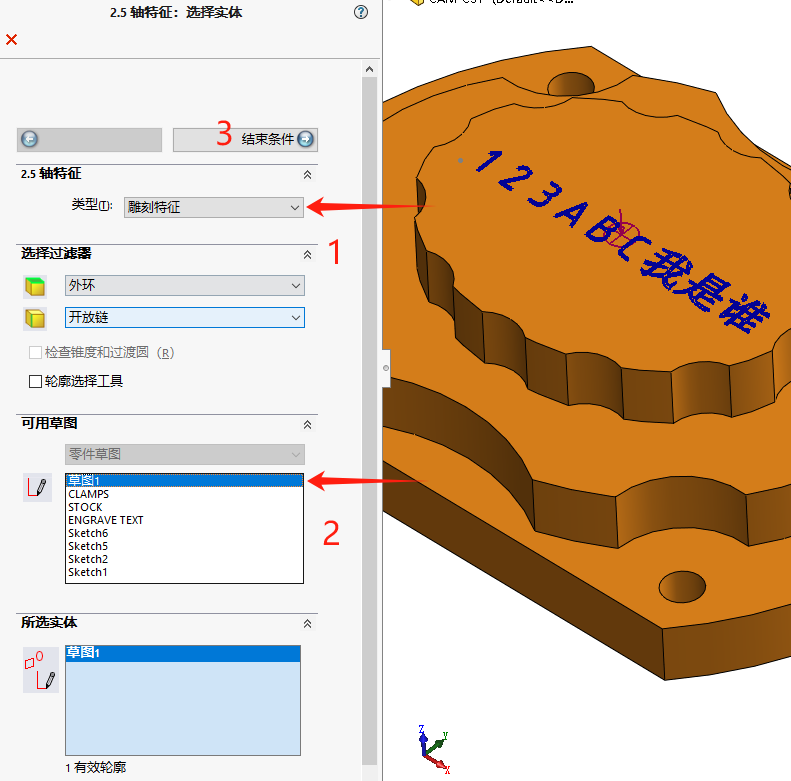 2.5 轴特征：选择实体
3 结束条件
2.5 轴特征
类型(T):
雕刻特征
1
选择过滤器
外环
开放链
检查锥度和过渡圆 (R)
轮廓选择工具
可用草图
零件草图
草图1
CLAMPS
STOCK
ENGRAVE TEXT
Sketch6
Sketch5
Sketch2
Sketch1
2
所选实体
草图1
1 有效轮廓
123ABC我是谁
Z
Y
X